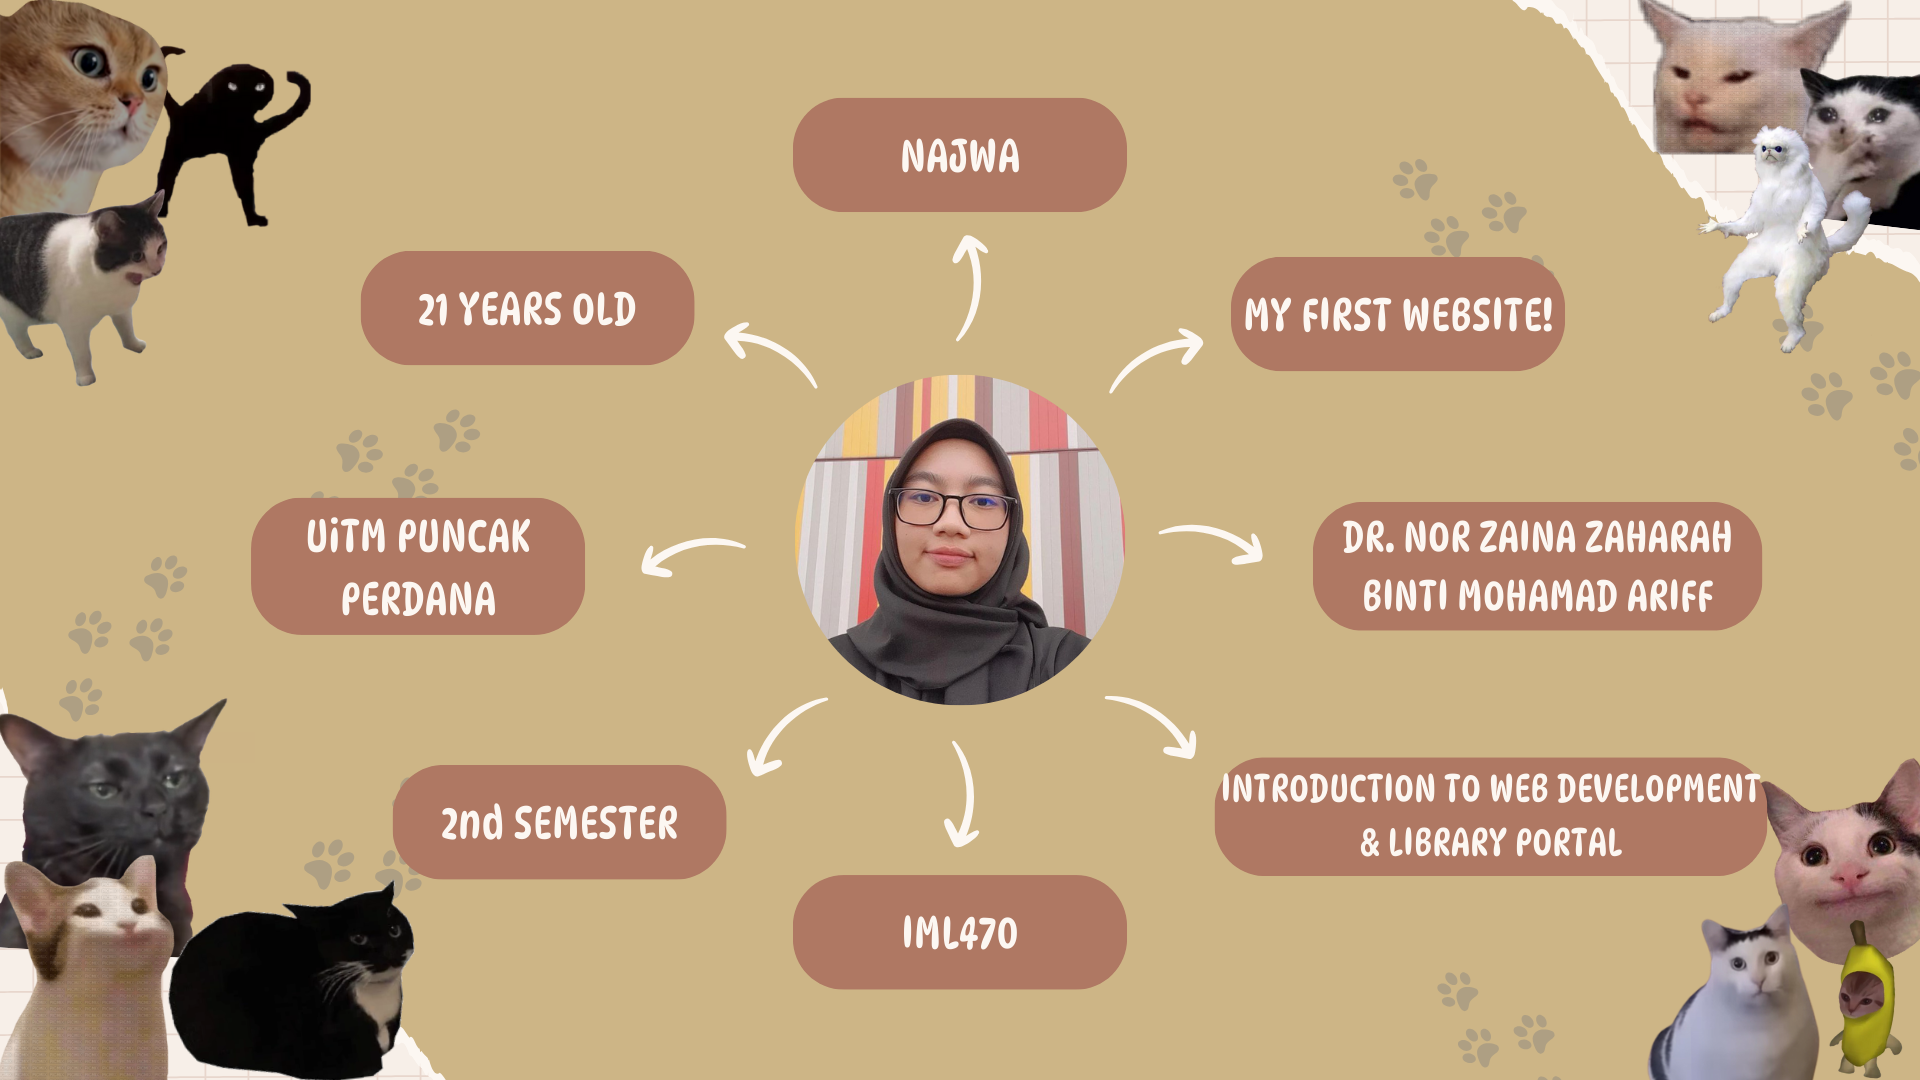 NAJWA
21 YEARS OLD
MY FIRST WEBSITE!
UiTM PUNCAK
PERDANA
DR. NOR ZAINA ZAHARAH
BINTI MOHAMAD ARIFF
2nd SEMESTER
INTRODUCTION TO WEB DEVELOPMENT
& LIBRARY PORTAL
IML470